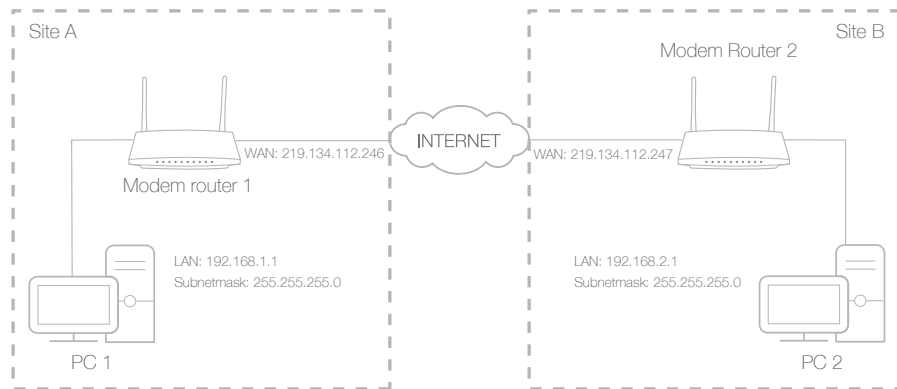 Site A
Site B
Modem Router 2
INTERNET
WAN: 219.134.112.246
WAN: 219.134.112.247
Modem router 1
LAN: 192.168.1.1
Subnetmask: 255.255.255.0
LAN: 192.168.2.1
Subnetmask: 255.255.255.0
PC 1
PC 2